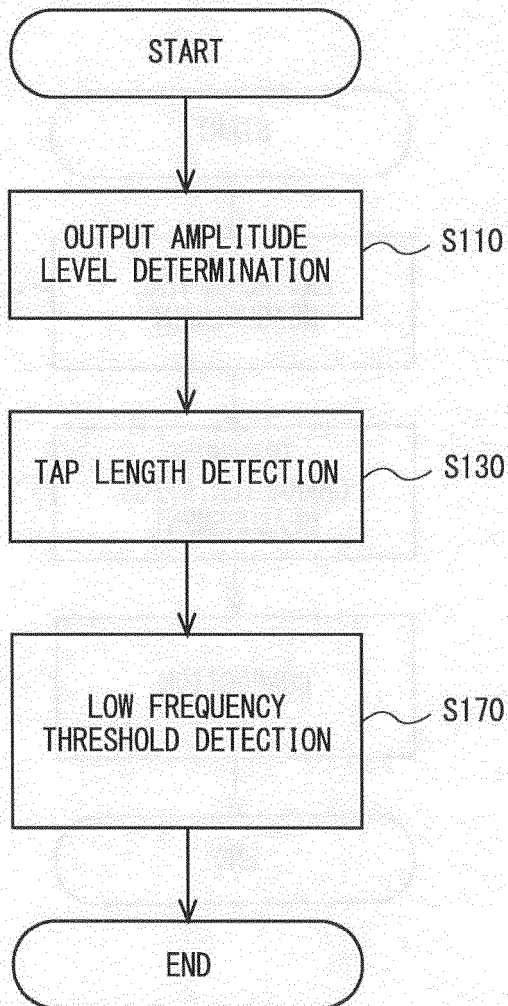 START
OUTPUT AMPLITUDE
LEVEL DETERMINATION
S110
TAP LENGTH DETECTION
S130
LOW FREQUENCY
THRESHOLD DETECTION
S170
END